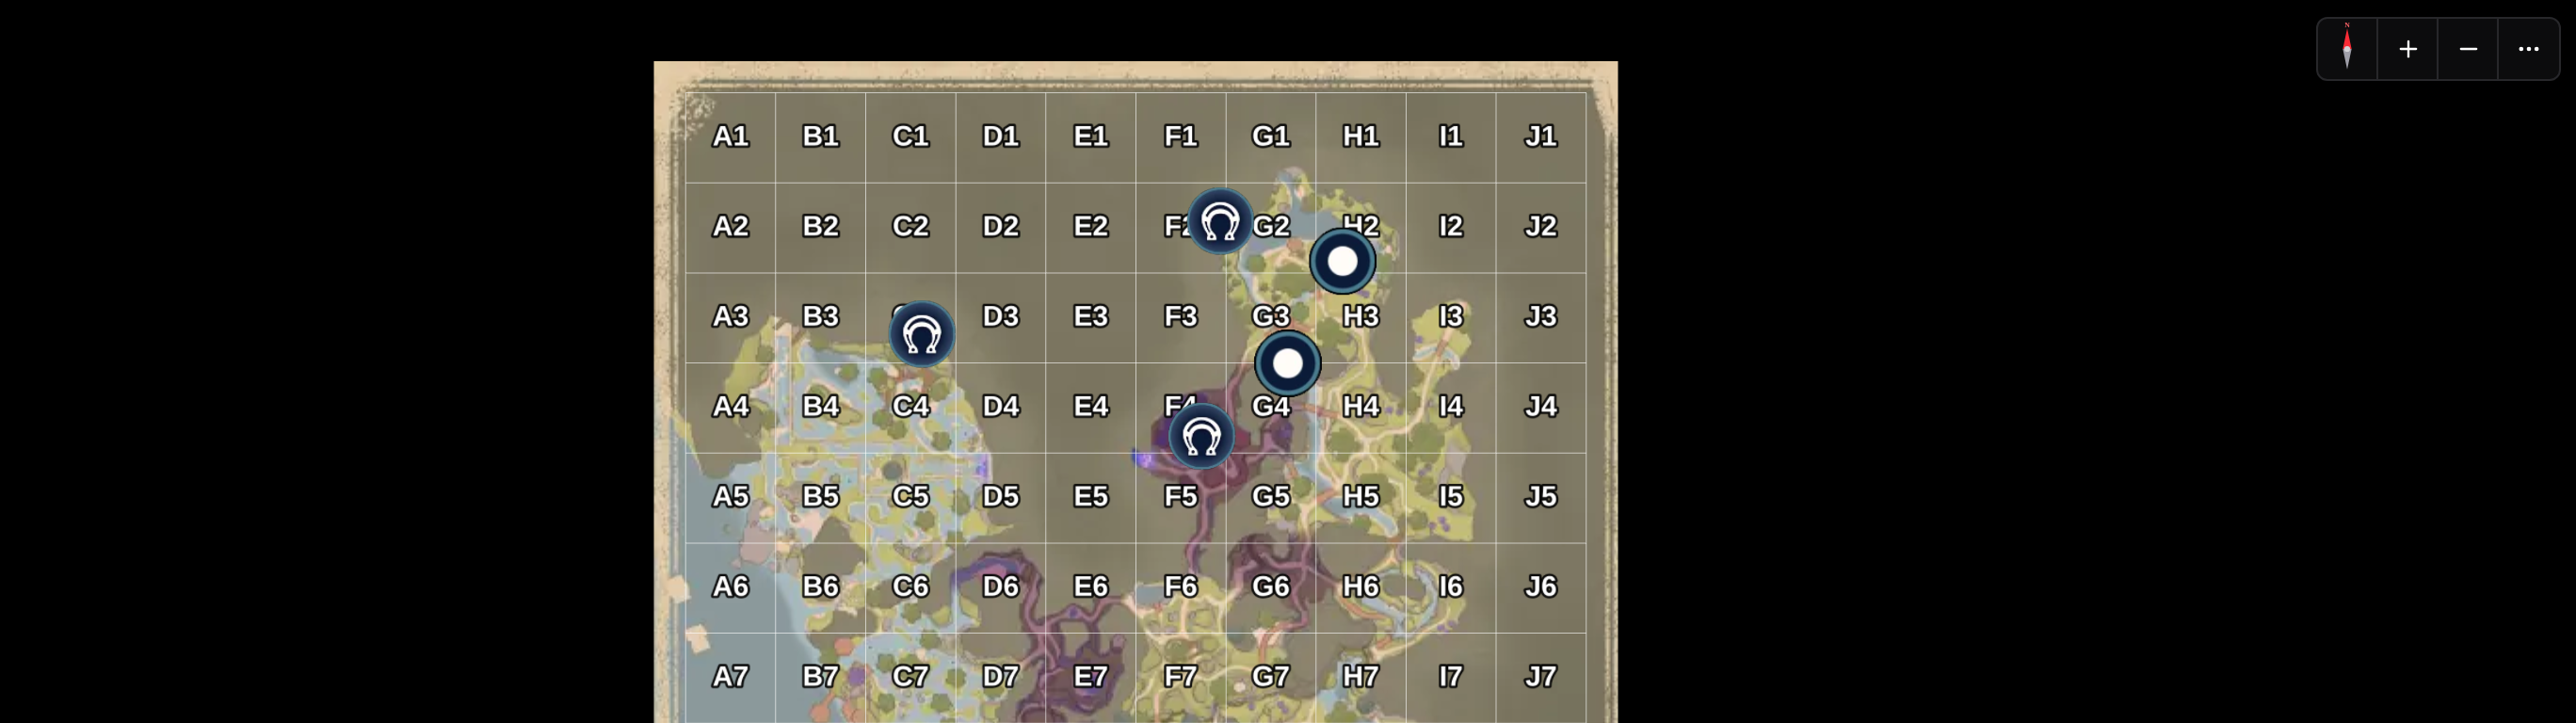 N
A1 B1 C1 D1 E1 F1 G1 H1 I1 J1
A2 B2 C2 D2 E2 F2 G2 H2 I2 J2
A3 B3 D3 E3 F3 G3 H3 I3 J3
A4 B4 C4 D4 E4 F4 G4 H4 I4 J4
A5 B5 C5 D5 E5 F5 G5 H5 I5 J5
A6 B6 C6 D6 E6 F6 G6 H6 I6 J6
A7 B7 C7 D7 E7 F7 G7 H7 I7 J7